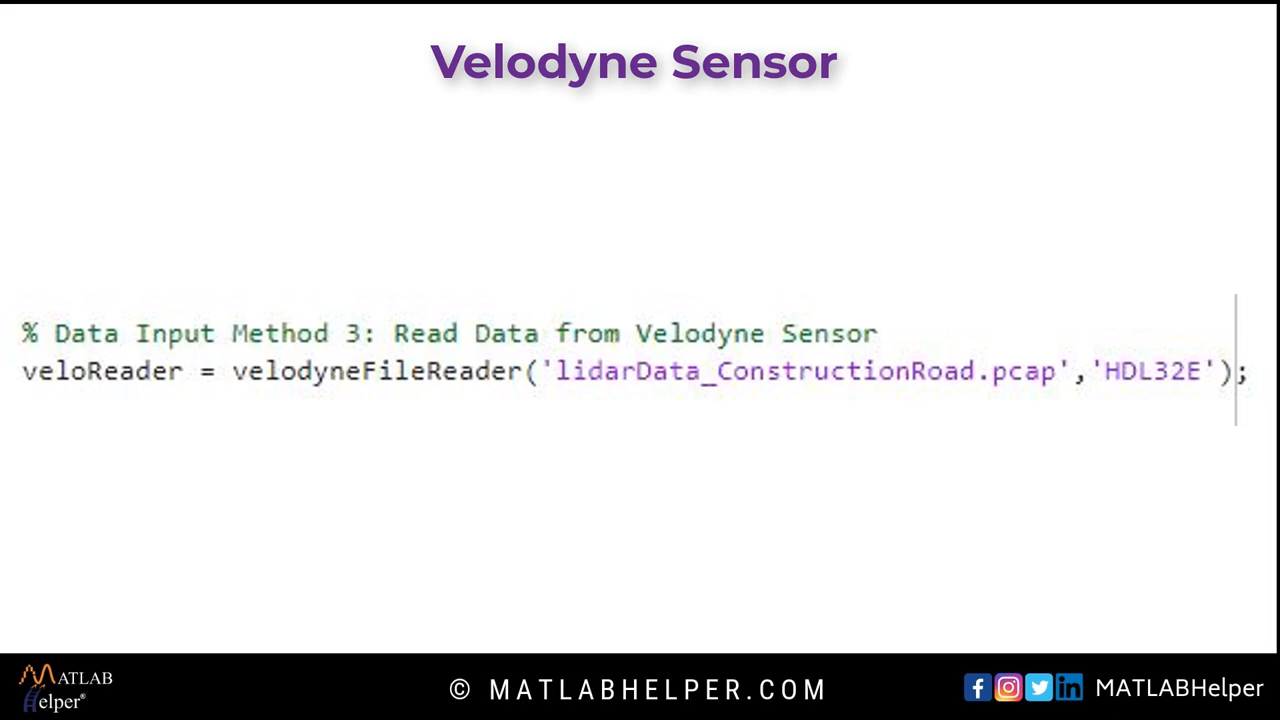 Velodyne Sensor
% Data Input Method 3: Read Data from Velodyne Sensor
veloReader = velodyneFileReader('lidarData_ConstructionRoad.pcap','HDL32E');
MATLAB
Helper®
© MATLABHELPER.COM
MATLABHelper